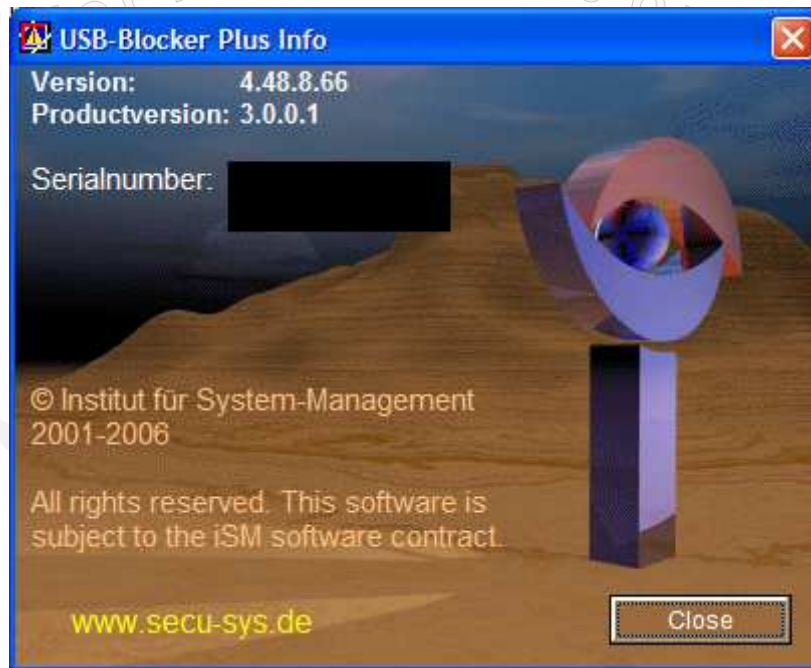 USB-Blocker Plus Info
Version: 4.48.8.66
Productversion: 3.0.0.1
Serialnumber:
© Institut für System-Management
2001-2006
All rights reserved. This software is
subject to the iSM software contract.
www.secu-sys.de
Close